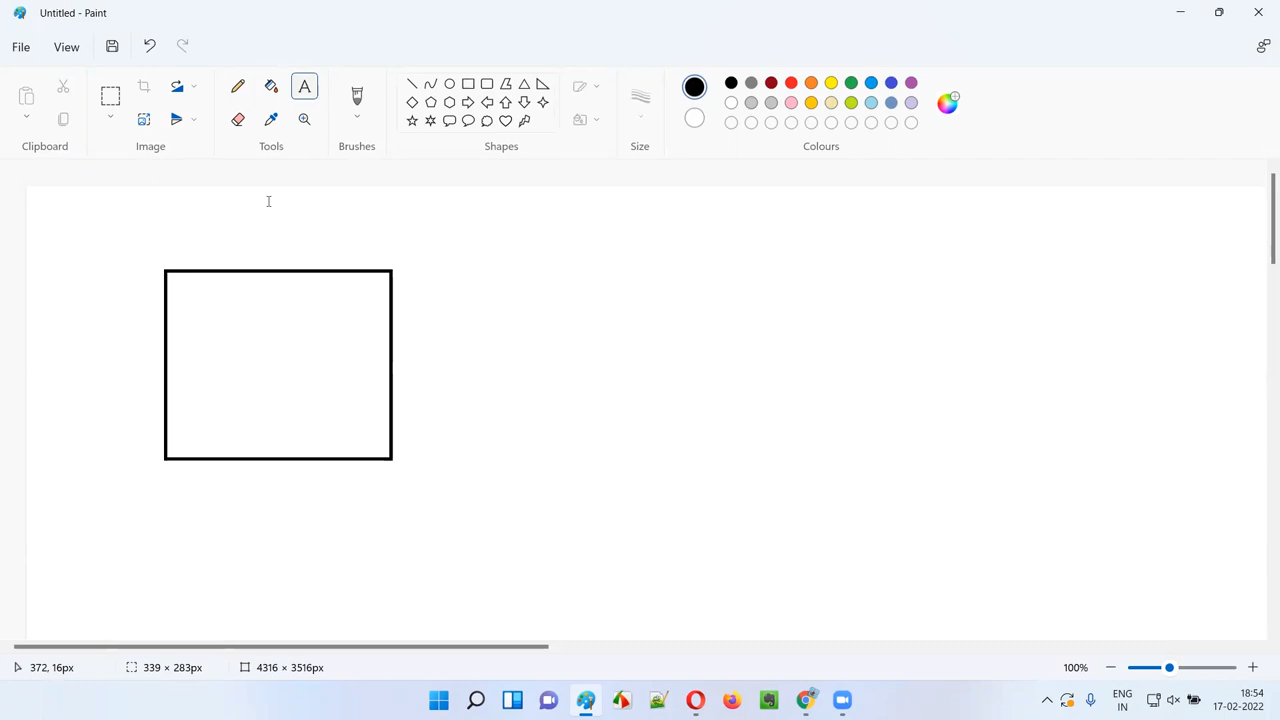 Untitled - Paint
File View
A
Clipboard Image Tools Brushes Shapes Size Colours
372, 16px 339 × 283px 4316 × 3516px 100%
ENG 18:54
IN 17-02-2022